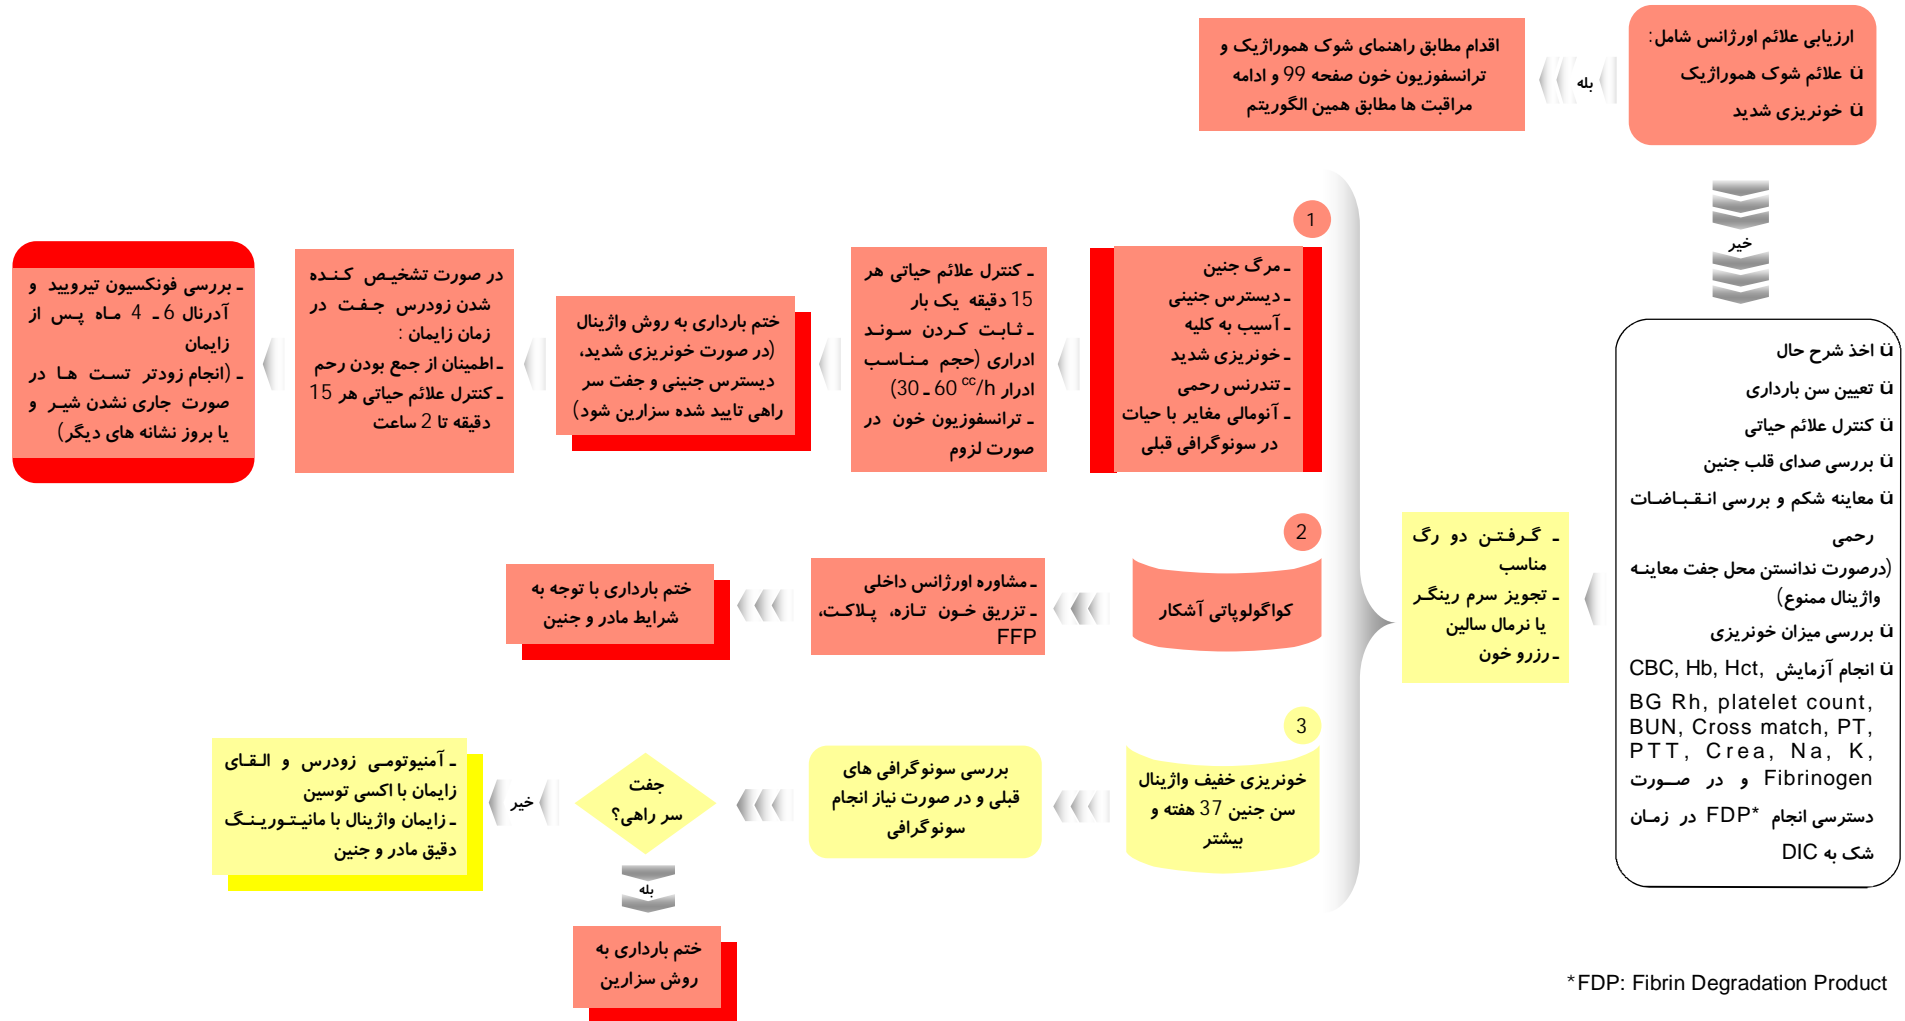 ارزیابی علائم اورژانس شامل:
ü علائم شوک هموراژیک
ü خونریزی شدید
بله
اقدام مطابق راهنمای شوک هموراژیک و
ترانسفوزیون خون صفحه 99 و ادامه
مراقبت ها مطابق همین الگوریتم
خیر
ü اخذ شرح حال
ü تعیین سن بارداری
ü کنترل علائم حیاتی
ü بررسی صدای قلب جنین
ü معاینه شکم و بررسی انقباضات
رحمی
(درصورت ندانستن محل جفت معاینه
واژینال ممنوع)
ü بررسی میزان خونریزی
ü انجام آزمایش CBC, Hb, Hct,
BG Rh, platelet count,
BUN, Cross match, PT,
PTT, Crea, Na, K,
Fibrinogen و در صورت
دسترسی انجام FDP* در زمان
شک به DIC
ـ گرفتن دو رگ
مناسب
ـ تجویز سرم رینگر
یا نرمال سالین
ـ رزرو خون
1
ـ مرگ جنین
ـ دیسترس جنینی
ـ آسیب به کلیه
ـ خونریزی شدید
ـ تندرنس رحمی
ـ آنومالی مغایر با حیات
در سونوگرافی قبلی
ـ کنترل علائم حیاتی هر
15 دقیقه یک بار
ـ ثابت کردن سوند
ادراری (حجم مناسب
ادرار 30 ـ 60 cc/h)
ـ ترانسفوزیون خون در
صورت لزوم
ختم بارداری به روش واژینال
(در صورت خونریزی شدید،
دیسترس جنینی و جفت سر
راهی تایید شده سزارین شود)
در صورت تشخیص کنده
شدن زودرس جفت در
زمان زایمان :
ـ اطمینان از جمع بودن رحم
ـ کنترل علائم حیاتی هر 15
دقیقه تا 2 ساعت
ـ بررسی فونکسیون تیرویید و
آدرنال 6 ـ 4 ماه پس از
زایمان
ـ (انجام زودتر تست ها در
صورت جاری نشدن شیر و
یا بروز نشانه های دیگر)
2
کواگولوپاتی آشکار
ـ مشاوره اورژانس داخلی
ـ تزریق خون تازه، پلاکت،
FFP
ختم بارداری با توجه به
شرایط مادر و جنین
3
خونریزی خفیف واژینال
سن جنین 37 هفته و
بیشتر
بررسی سونوگرافی های
قبلی و در صورت نیاز انجام
سونوگرافی
جفت
سر راهی؟
خیر
ـ آمنیوتومی زودرس و القای
زایمان با اکسی توسین
ـ زایمان واژینال با مانیتورینگ
دقیق مادر و جنین
بله
ختم بارداری به
روش سزارین
*FDP: Fibrin Degradation Product